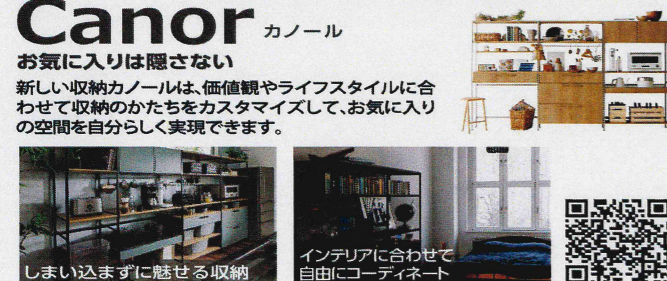 Canor カノール
お気に入りは隠さない
新しい収納カノールは、価値観やライフスタイルに合
わせて収納のかたちをカスタマイズして、お気に入り
の空間を自分らしく実現できます。
しまい込まずに魅せる収納
インテリアに合わせて
自由にコーディネート